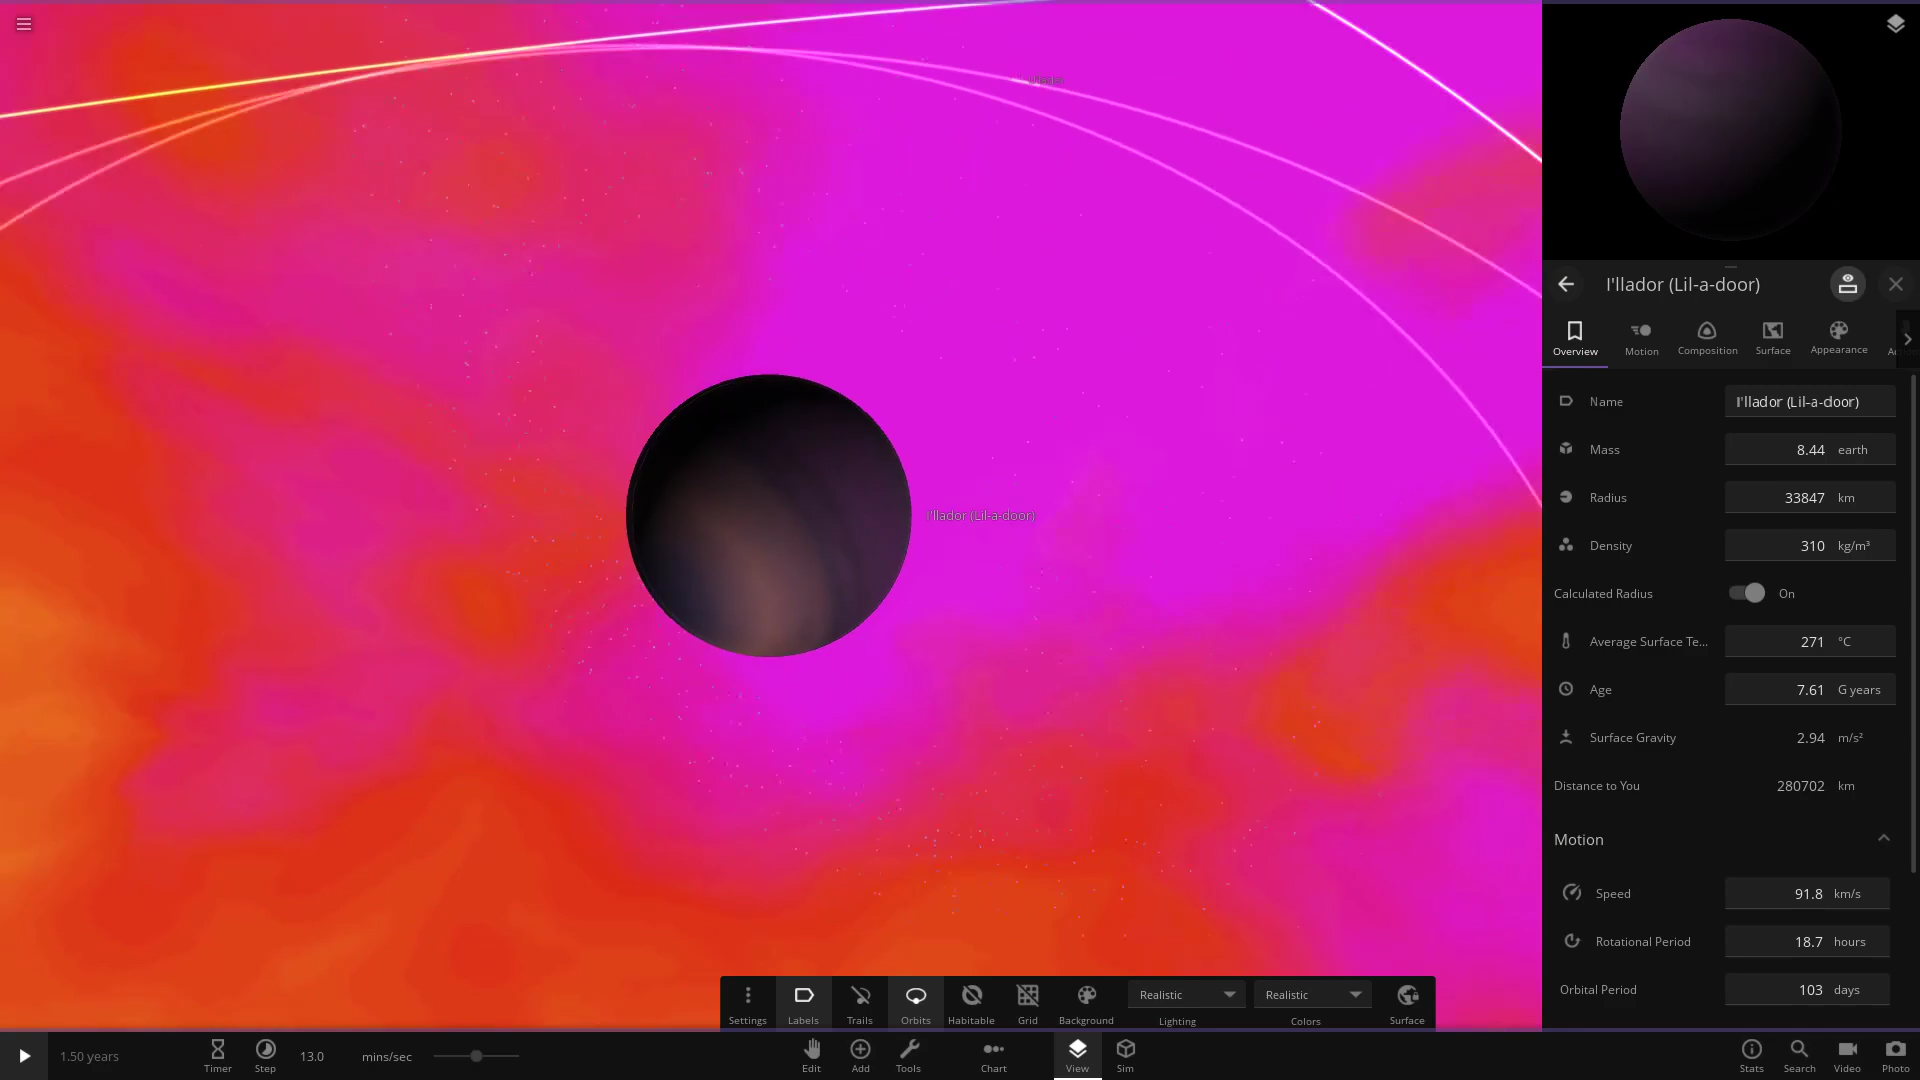 I'llador (Lil-a-door)
I'llador (Lil-a-door)
Overview
Motion
Composition
Surface
Appearance
Name I'llador (Lil-a-door)
Mass 8.44 earth
Radius 33847 km
Density 310 kg/m³
Calculated Radius On
Average Surface Te... 271 °C
Age 7.61 G years
Surface Gravity 2.94 m/s²
Distance to You 280702 km
Motion
Speed 91.8 km/s
Rotational Period 18.7 hours
Orbital Period 103 days
Settings Labels Trails Orbits Habitable Grid Background
Realistic
Lighting
Realistic
Colors
Surface
1.50 years
Timer
Step
13.0 mins/sec
Edit Add Tools Chart View Sim
Stats Search Video Photo